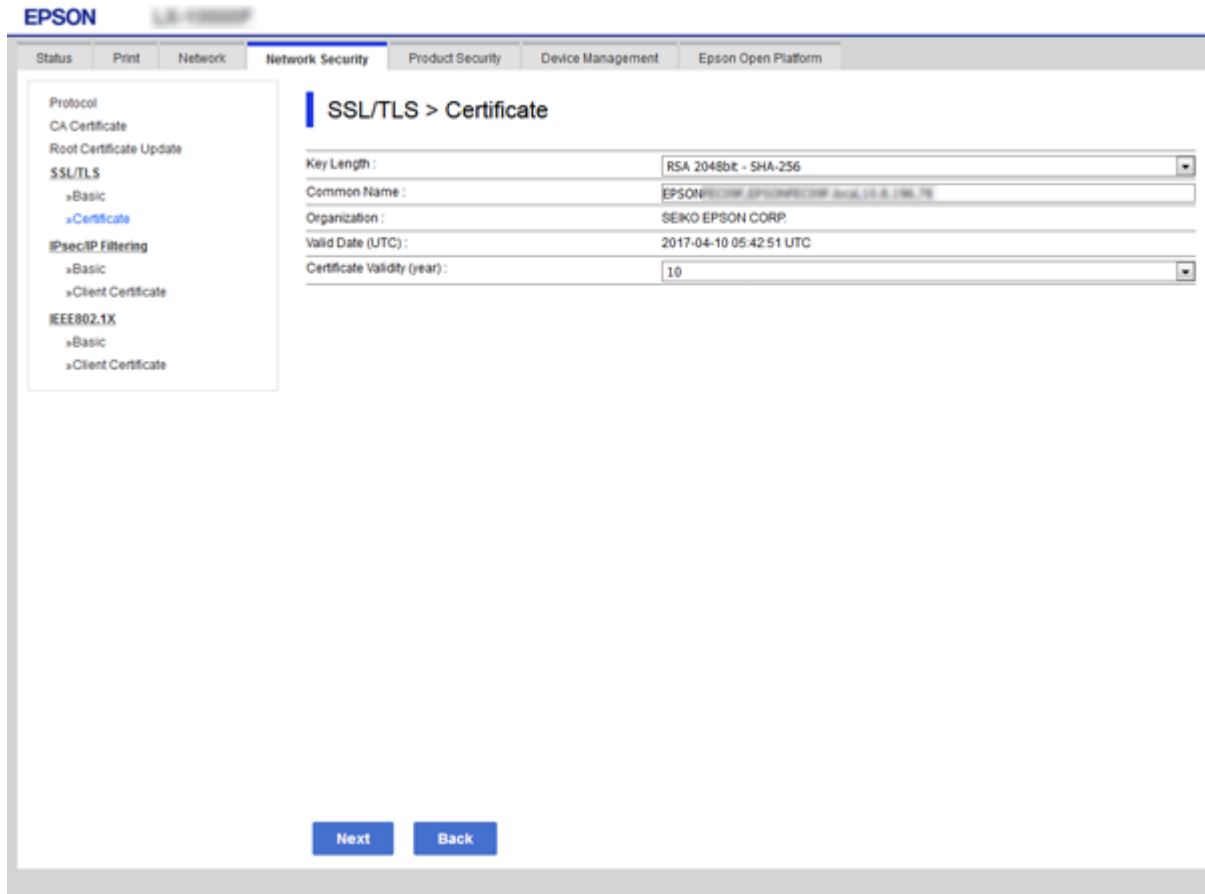 EPSON
Status Print Network Network Security Product Security Device Management Epson Open Platform
Protocol
CA Certificate
Root Certificate Update
SSL/TLS
»Basic
»Certificate
IPsec/IP Filtering
»Basic
»Client Certificate
IEEE802.1X
»Basic
»Client Certificate
SSL/TLS > Certificate
Key Length : RSA 2048bit - SHA-256
Common Name : EPSON
Organization : SEIKO EPSON CORP.
Valid Date (UTC) : 2017-04-10 05:42:51 UTC
Certificate Validity (year) : 10
Next Back